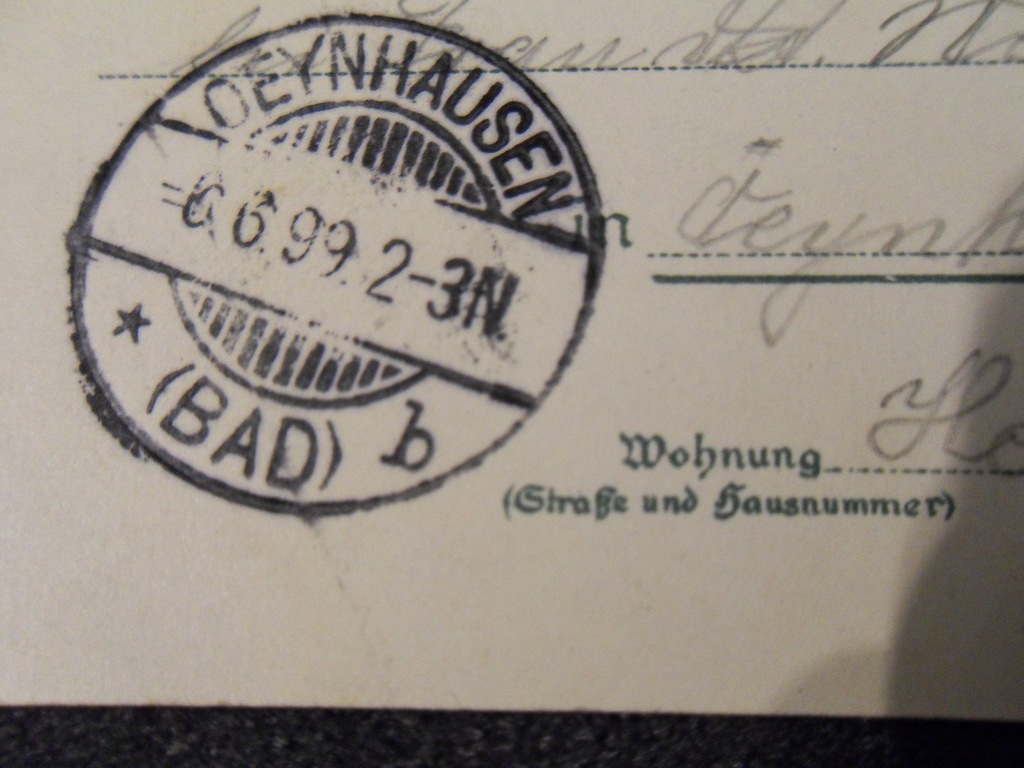 OEYNHAUSEN
-6.6.99.2-3N.
* (BAD) b
in
Wohnung
(Straße und Hausnummer)